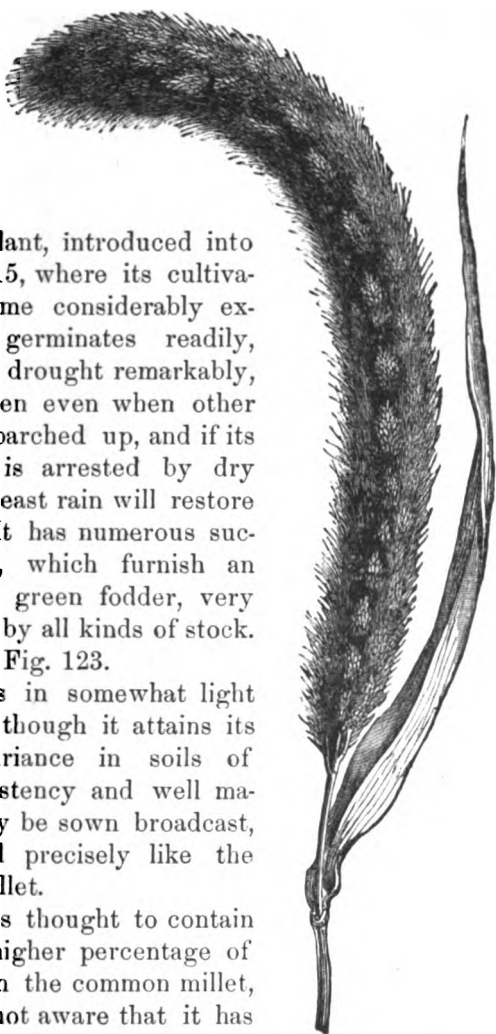 lant, introduced into
15, where its cultiva-
me considerably ex-
germinates readily,
drought remarkably,
en even when other
parched up, and if its
is arrested by dry
east rain will restore
It has numerous suc-
, which furnish an
green fodder, very
by all kinds of stock.
Fig. 123.
s in somewhat light
though it attains its
riance in soils of
stency and well ma-
y be sown broadcast,
l precisely like the
llet.
s thought to contain
higher percentage of
n the common millet,
not aware that it has